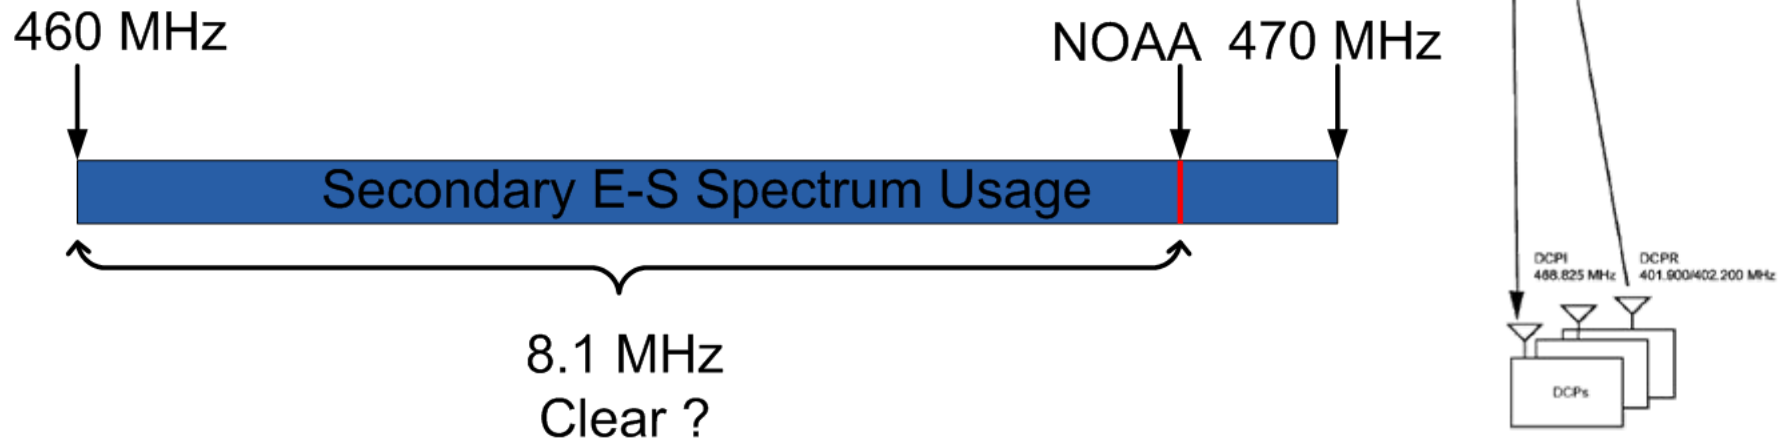 460 MHz
NOAA 470 MHz
Secondary E-S Spectrum Usage
8.1 MHz
Clear ?
DCPI
468.825 MHz
DCPR
401.900/402.200 MHz
DCPs